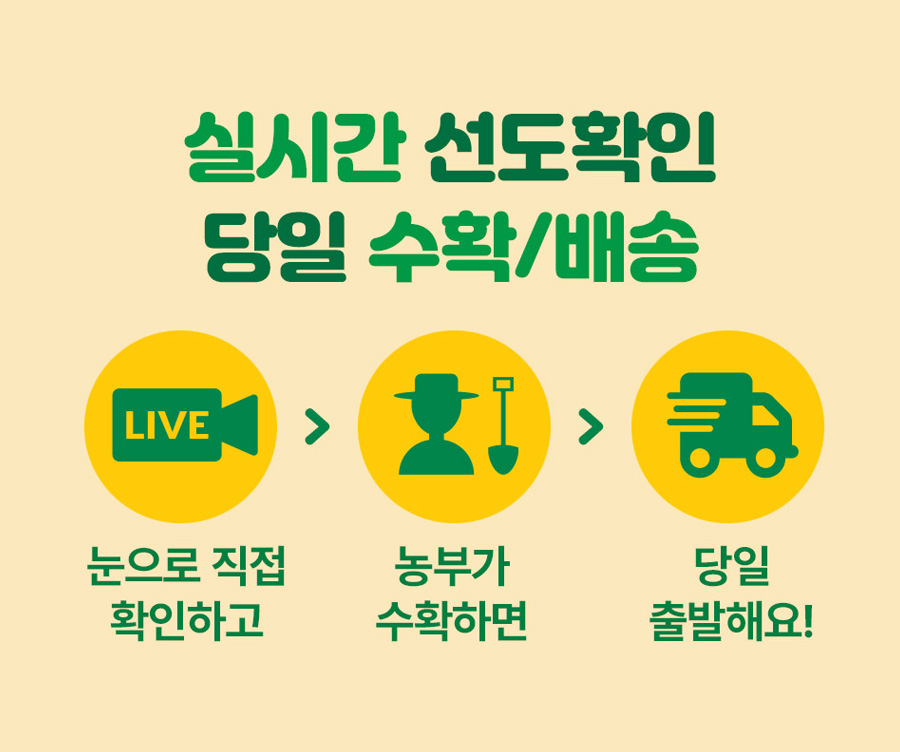 실시간 선도확인
당일 수확/배송
LIVE
눈으로 직접
확인하고
농부가
수확하면
당일
출발해요!